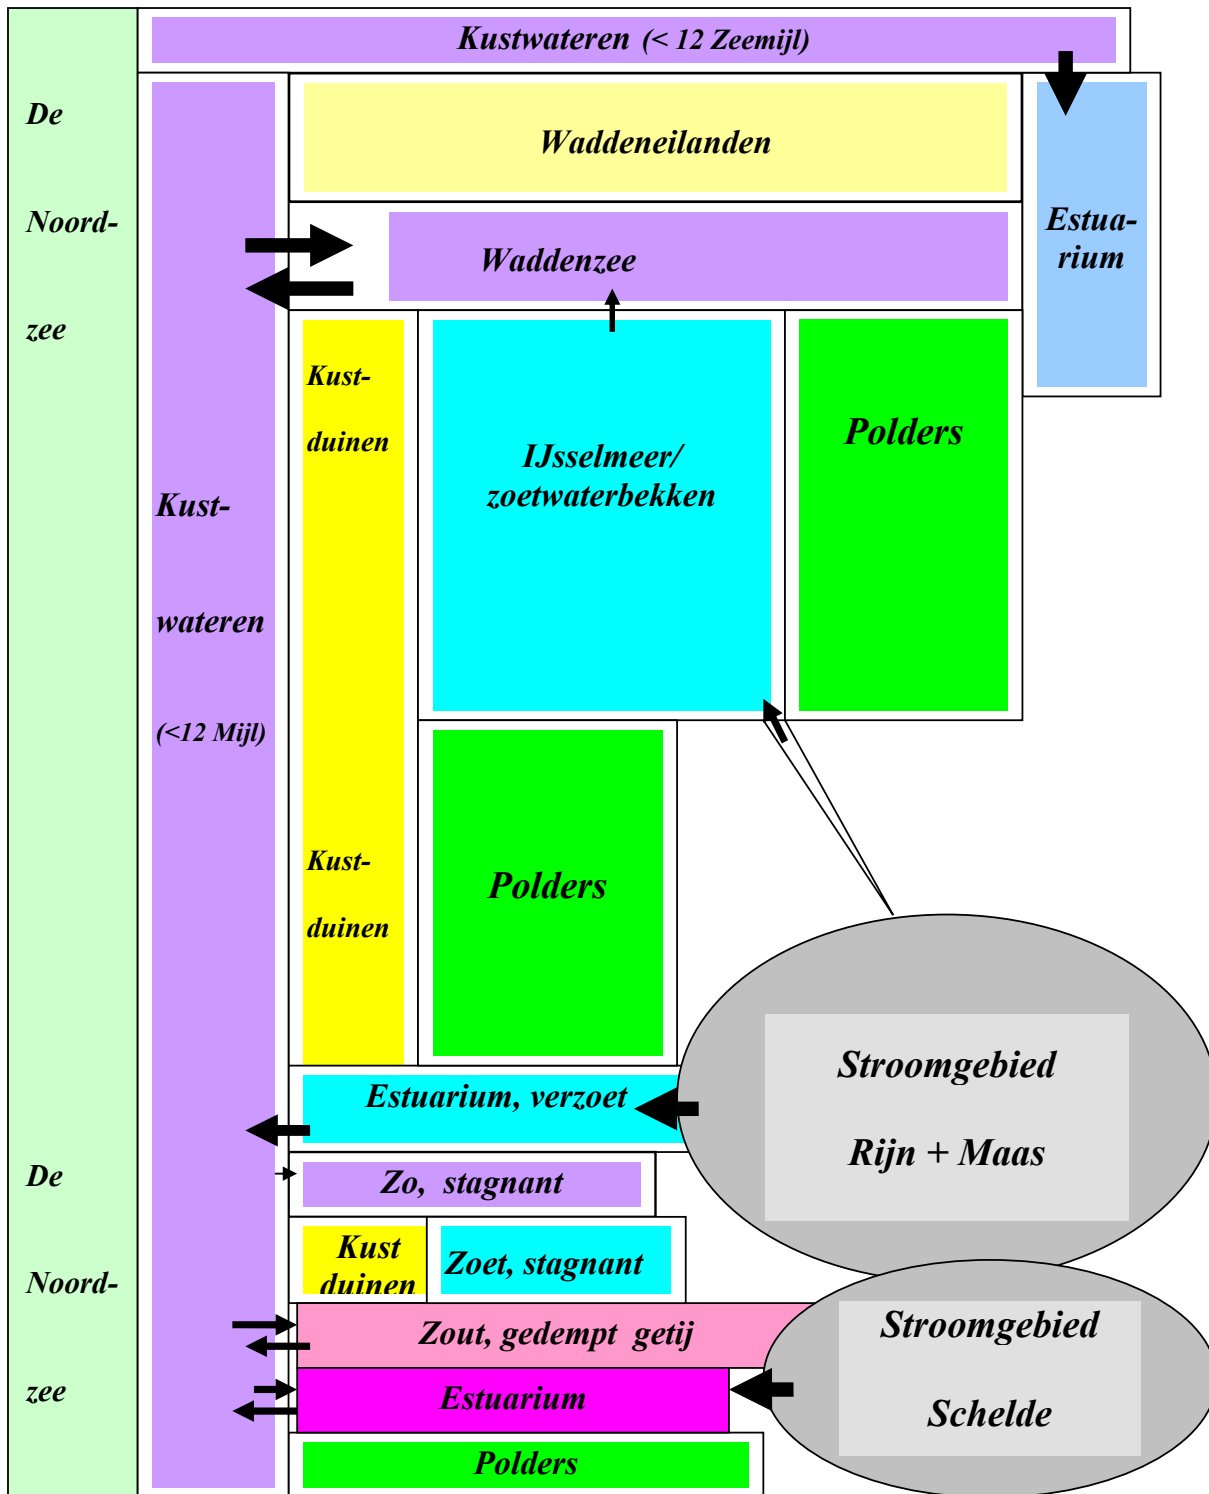 Kustwateren (< 12 Zeemijl)
De
Noord-
zee
Waddeneilanden
Estua-
rium
Waddenzee
Kust-
duinen
IJsselmeer/
zoetwaterbekken
Polders
Kust-
wateren
(<12 Mijl)
Kust-
duinen
Polders
Stroomgebied
Rijn + Maas
Estuarium, verzoet
De
Noord-
zee
Zo, stagnant
Kust
duinen
Zoet, stagnant
Zout, gedempt getij
Stroomgebied
Schelde
Estuarium
Polders